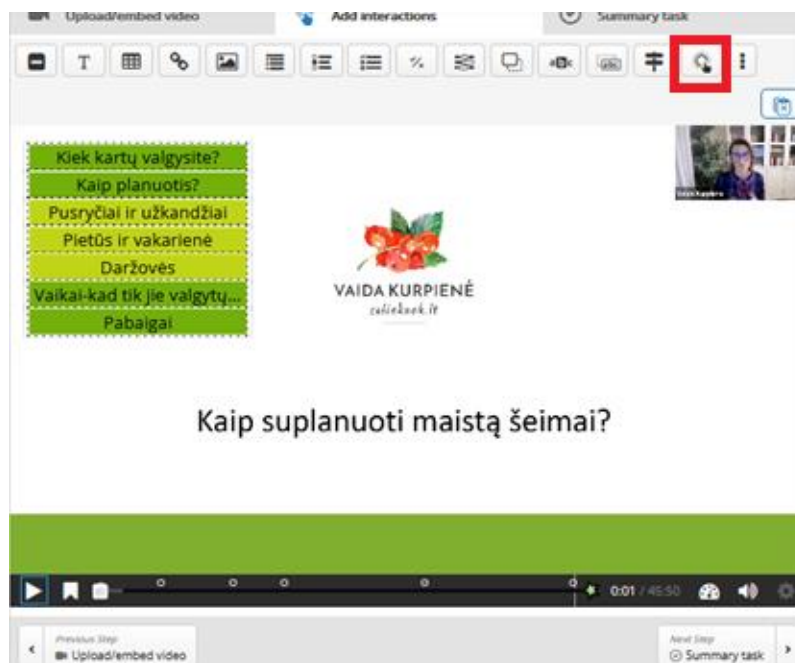 Upload/embed video
Add interactions
Summary task
T
Kiek kartų valgysite?
Kaip planuotis?
Pusryčiai ir užkandžiai
Pietūs ir vakarienė
Daržovės
Vaikai-kad tik jie valgytų...
Pabaigai
VAIDA KURPIENĖ
Kaip suplanuoti maistą šeimai?
0:01 / 45:50
Previous Step
Upload/embed video
Next Step
Summary task